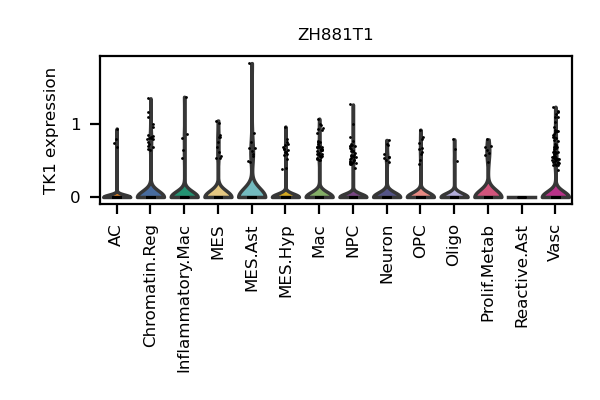 ZH881T1
TK1 expression
1
0
AC
Chromatin.Reg
Inflammatory.Mac
MES
MES.Ast
MES.Hyp
Mac
NPC
Neuron
OPC
Oligo
Prolif.Metab
Reactive.Ast
Vasc